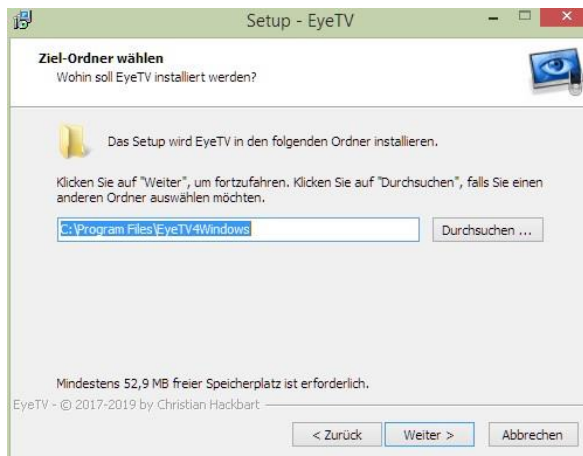 Setup - EyeTV
Ziel-Ordner wählen
Wohin soll EyeTV installiert werden?
Das Setup wird EyeTV in den folgenden Ordner installieren.
Klicken Sie auf "Weiter", um fortzufahren. Klicken Sie auf "Durchsuchen", falls Sie einen
anderen Ordner auswählen möchten.
C:\Program Files\EyeTV4Windows
Durchsuchen ...
Mindestens 52,9 MB freier Speicherplatz ist erforderlich.
EyeTV - © 2017-2019 by Christian Hackbart
< Zurück
Weiter >
Abbrechen